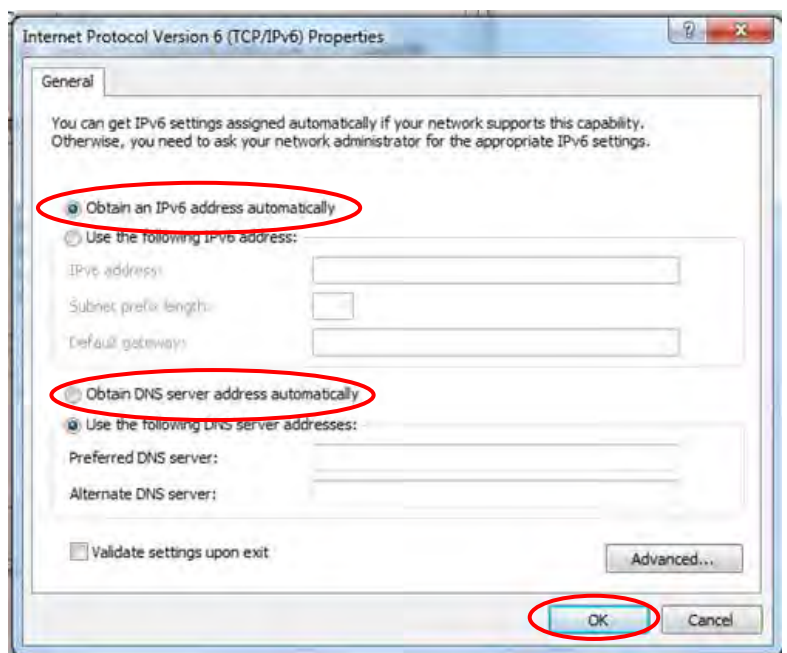 Internet Protocol Version 6 (TCP/IPv6) Properties
General
You can get IPv6 settings assigned automatically if your network supports this capability.
Otherwise, you need to ask your network administrator for the appropriate IPv6 settings.
Obtain an IPv6 address automatically
Use the following IPv6 address:
IPv6 address:
Subnet prefix length:
Default gateway:
Obtain DNS server address automatically
Use the following DNS server addresses:
Preferred DNS server:
Alternate DNS server:
Validate settings upon exit
Advanced...
OK Cancel